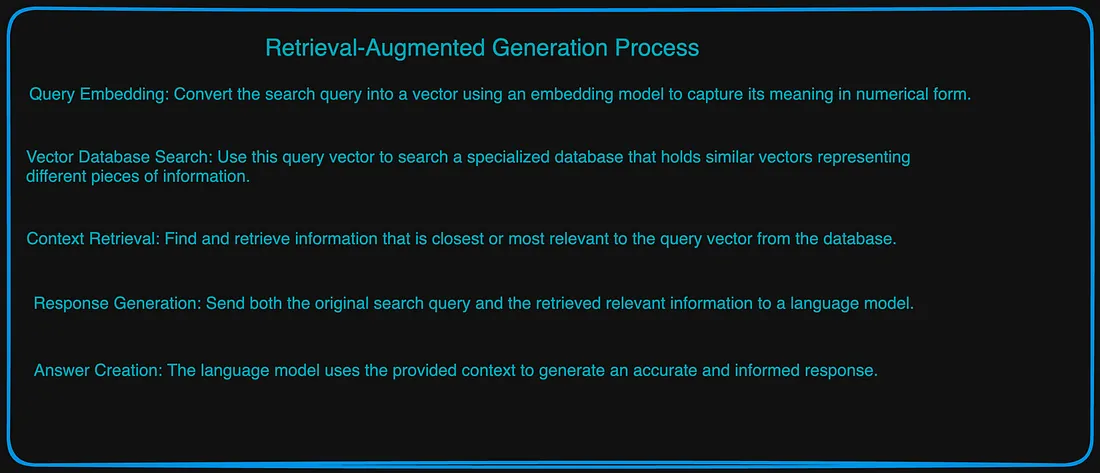 Retrieval-Augmented Generation Process
Query Embedding: Convert the search query into a vector using an embedding model to capture its meaning in numerical form.
Vector Database Search: Use this query vector to search a specialized database that holds similar vectors representing
different pieces of information.
Context Retrieval: Find and retrieve information that is closest or most relevant to the query vector from the database.
Response Generation: Send both the original search query and the retrieved relevant information to a language model.
Answer Creation: The language model uses the provided context to generate an accurate and informed response.